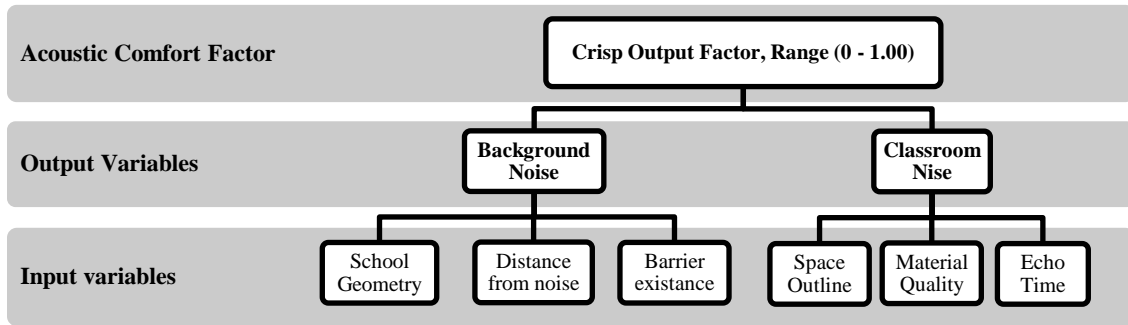 Acoustic Comfort Factor
Crisp Output Factor, Range (0 - 1.00)
Output Variables
Background
Noise
Classroom
Nise
Input variables
School
Geometry
Distance
from noise
Barrier
existance
Space
Outline
Material
Quality
Echo
Time